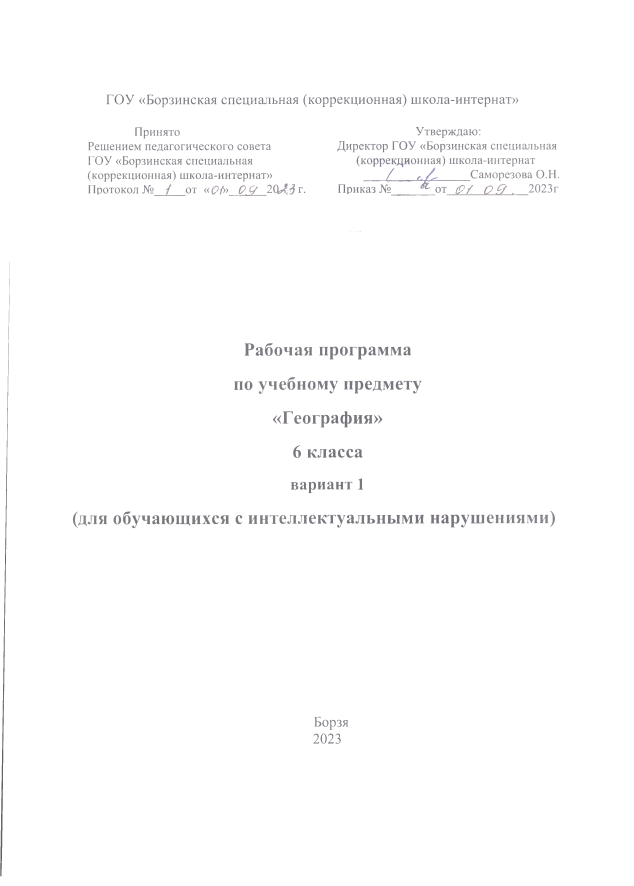 ГОУ «Борзинская специальная (коррекционная) школа-интернат»
Принято
Решением педагогического совета
ГОУ «Борзинская специальная
(коррекционная) школа-интернат»
Протокол № 1 от «01» 09 2023 г.
Утверждаю:
Директор ГОУ «Борзинская специальная
(коррекционная) школа-интернат
Саморезова О.Н.
Приказ № от 01 09. 2023г
Рабочая программа
по учебному предмету
«География»
6 класса
вариант 1
(для обучающихся с интеллектуальными нарушениями)
Борзя
2023